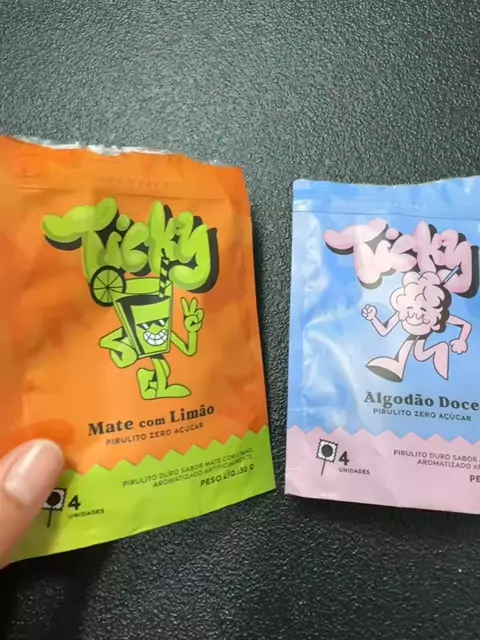 Ticky
Mate com Limão
PIRULITO ZERO AÇÚCAR
PIRULITO DURO SABOR MATE COM LIMÃO
AROMATIZADO ARTIFICIALMENTE
PESO LÍQ. 30 G
4
UNIDADES
Ticky
Algodão Doce
PIRULITO ZERO AÇÚCAR
PIRULITO DURO SABOR
AROMATIZADO
4
UNIDADES